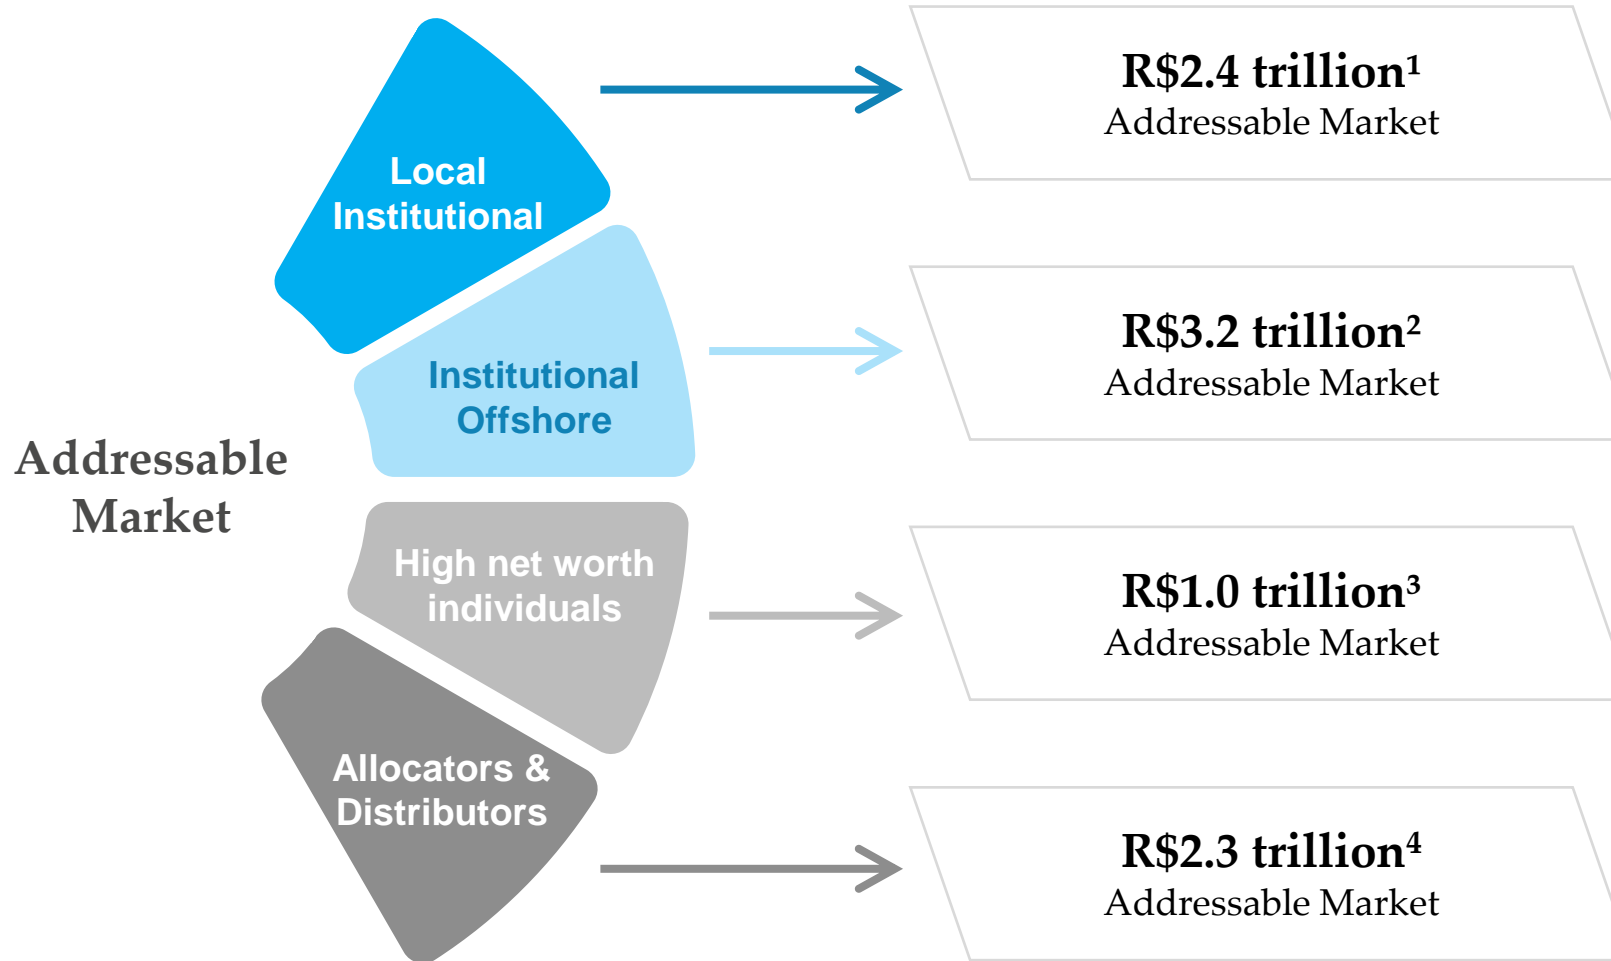 Local
Institutional
R$2.4 trillion¹
Addressable Market
Institutional
Offshore
R$3.2 trillion²
Addressable Market
Addressable
Market
High net worth
individuals
R$1.0 trillion³
Addressable Market
Allocators &
Distributors
R$2.3 trillion⁴
Addressable Market